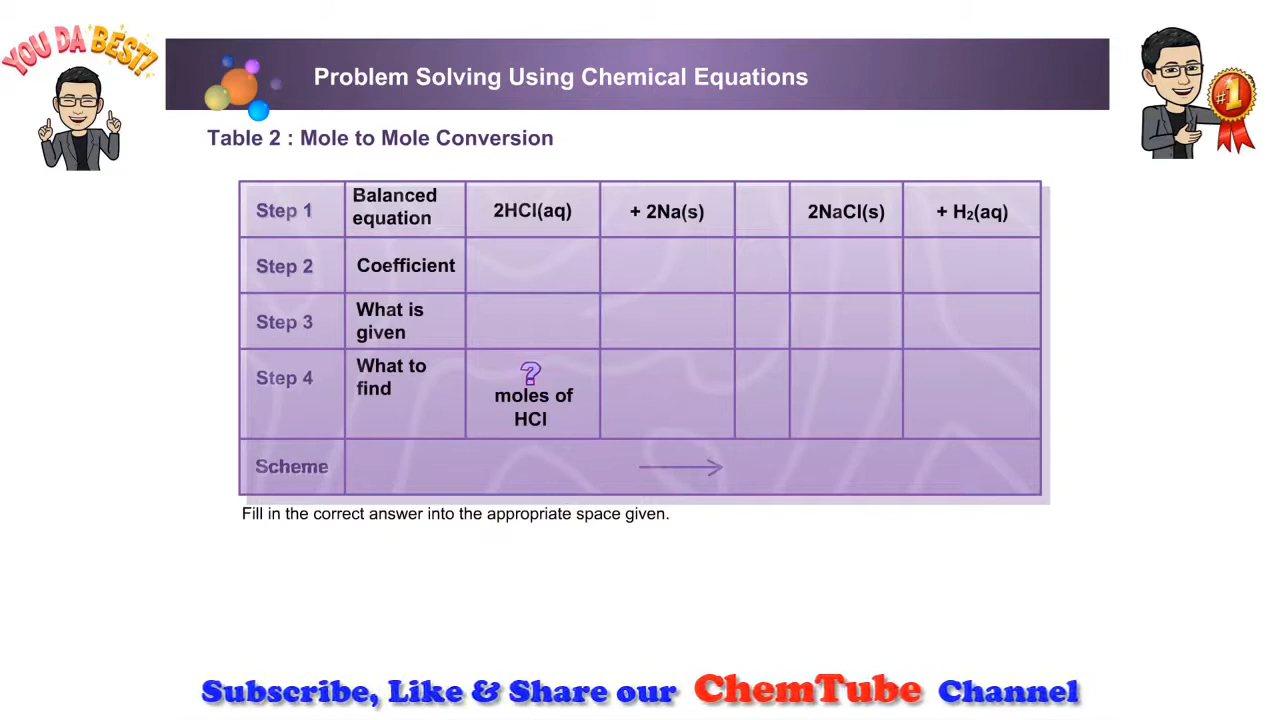 YOU DA BEST!
Problem Solving Using Chemical Equations
#1
Table 2 : Mole to Mole Conversion
Step 1
Balanced
equation
2HCl(aq)
+ 2Na(s)
2NaCl(s)
+ H₂(aq)
Step 2
Coefficient
Step 3
What is
given
Step 4
What to
find
?
moles of
HCl
Scheme
Fill in the correct answer into the appropriate space given.
Subscribe, Like & Share our ChemTube Channel